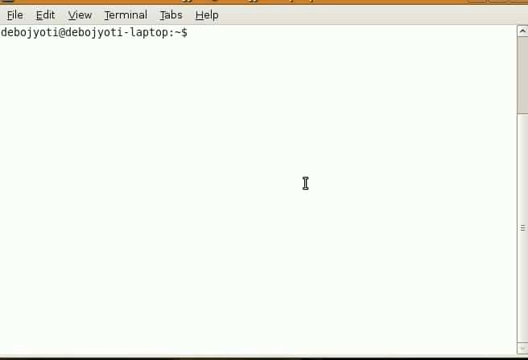 File Edit View Terminal Tabs Help
debojyoti@debojyoti-laptop:~$